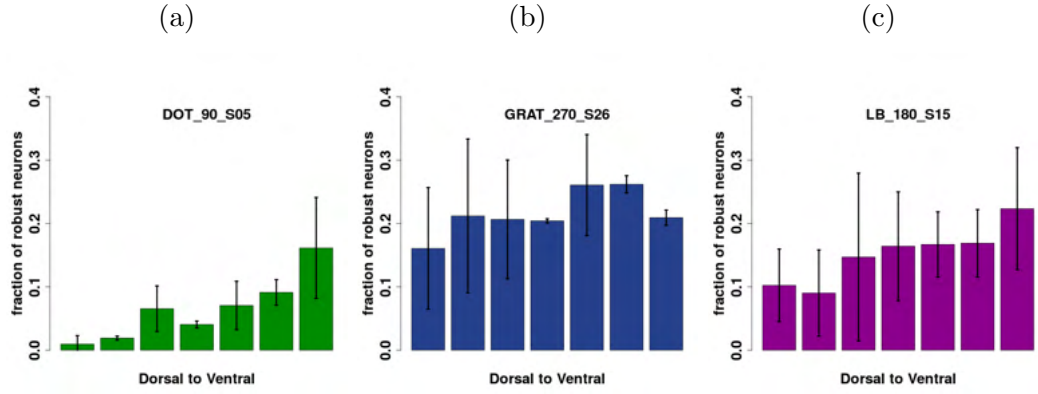 (a) (b) (c)
DOT_90_S05
fraction of robust neurons
0.0 0.1 0.2 0.3 0.4
Dorsal to Ventral
GRAT_270_S26
fraction of robust neurons
0.0 0.1 0.2 0.3 0.4
Dorsal to Ventral
LB_180_S15
fraction of robust neurons
0.0 0.1 0.2 0.3 0.4
Dorsal to Ventral